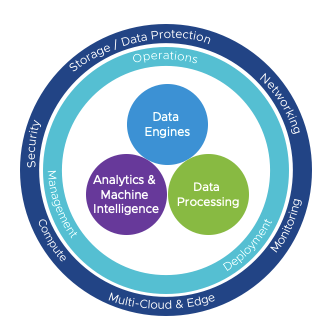 Storage / Data Protection
Networking
Monitoring
Multi-Cloud & Edge
Compute
Security
Operations
Deployment
Management
Data
Engines
Analytics &
Machine
Intelligence
Data
Processing